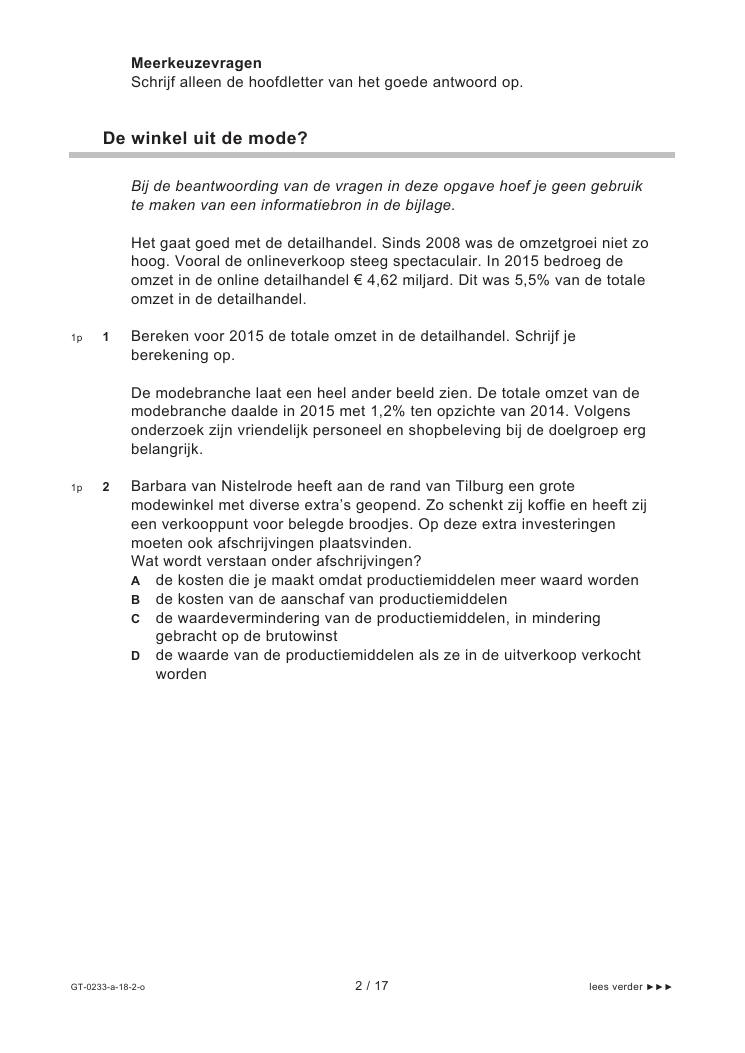 Meerkeuzevragen
Schrijf alleen de hoofdletter van het goede antwoord op.
De winkel uit de mode?
Bij de beantwoording van de vragen in deze opgave hoef je geen gebruik
te maken van een informatiebron in de bijlage.
Het gaat goed met de detailhandel. Sinds 2008 was de omzetgroei niet zo
hoog. Vooral de onlineverkoop steeg spectaculair. In 2015 bedroeg de
omzet in de online detailhandel € 4,62 miljard. Dit was 5,5% van de totale
omzet in de detailhandel.
1p 1 Bereken voor 2015 de totale omzet in de detailhandel. Schrijf je
berekening op.
De modebranche laat een heel ander beeld zien. De totale omzet van de
modebranche daalde in 2015 met 1,2% ten opzichte van 2014. Volgens
onderzoek zijn vriendelijk personeel en shopbeleving bij de doelgroep erg
belangrijk.
1p 2 Barbara van Nistelrode heeft aan de rand van Tilburg een grote
modewinkel met diverse extra’s geopend. Zo schenkt zij koffie en heeft zij
een verkooppunt voor belegde broodjes. Op deze extra investeringen
moeten ook afschrijvingen plaatsvinden.
Wat wordt verstaan onder afschrijvingen?
A de kosten die je maakt omdat productiemiddelen meer waard worden
B de kosten van de aanschaf van productiemiddelen
C de waardevermindering van de productiemiddelen, in mindering
gebracht op de brutowinst
D de waarde van de productiemiddelen als ze in de uitverkoop verkocht
worden
GT-0233-a-18-2-o 2 / 17 lees verder ►►►